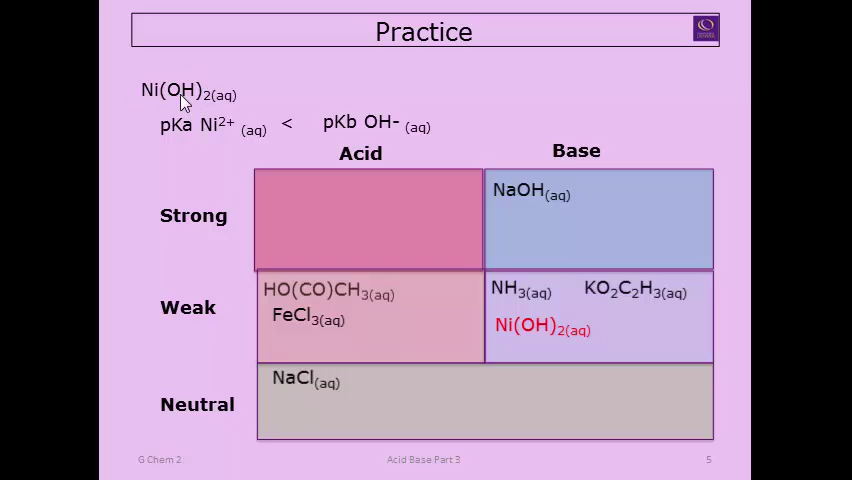 Practice
Ni(OH)2(aq)
pKa Ni2+ (aq) < pKb OH- (aq)
Acid Base
Strong NaOH(aq)
HO(CO)CH3(aq) NH3(aq) KO2C2H3(aq)
Weak
FeCl3(aq) Ni(OH)2(aq)
NaCl(aq)
Neutral
G Chem 2 Acid Base Part 3 5